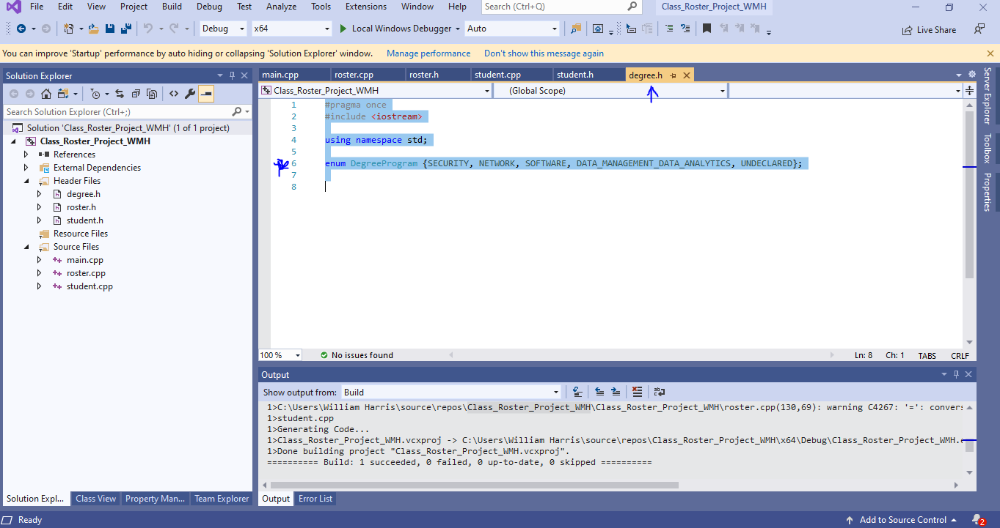 File Edit View Project Build Debug Test Analyze Tools Extensions Window Help Search (Ctrl+Q) Class_Roster_Project_WMH
Debug x64 Local Windows Debugger Auto Live Share
You can improve 'Startup' performance by auto hiding or collapsing 'Solution Explorer' window. Manage performance Don't show this message again
Solution Explorer
Search Solution Explorer (Ctrl+;)
Solution 'Class_Roster_Project_WMH' (1 of 1 project)
Class_Roster_Project_WMH
References
External Dependencies
Header Files
degree.h
roster.h
student.h
Resource Files
Source Files
main.cpp
roster.cpp
student.cpp
Solution Expl... Class View Property Man... Team Explorer
main.cpp roster.cpp roster.h student.cpp student.h degree.h
Class_Roster_Project_WMH (Global Scope)
1 #pragma once
2 #include <iostream>
3
4 using namespace std;
5
6 enum DegreeProgram {SECURITY, NETWORK, SOFTWARE, DATA_MANAGEMENT_DATA_ANALYTICS, UNDECLARED};
7
8
100 % No issues found Ln: 8 Ch: 1 TABS CRLF
Output
Show output from: Build
1>C:\Users\William Harris\source\repos\Class_Roster_Project_WMH\Class_Roster_Project_WMH\roster.cpp(130,69): warning C4267: '=': convers
1>student.cpp
1>Generating Code...
1>Class_Roster_Project_WMH.vcxproj -> C:\Users\William Harris\source\repos\Class_Roster_Project_WMH\x64\Debug\Class_Roster_Project_WMH.
1>Done building project "Class_Roster_Project_WMH.vcxproj".
========== Build: 1 succeeded, 0 failed, 0 up-to-date, 0 skipped ==========
Output Error List
Server Explorer
Toolbox
Properties
Ready Add to Source Control 2